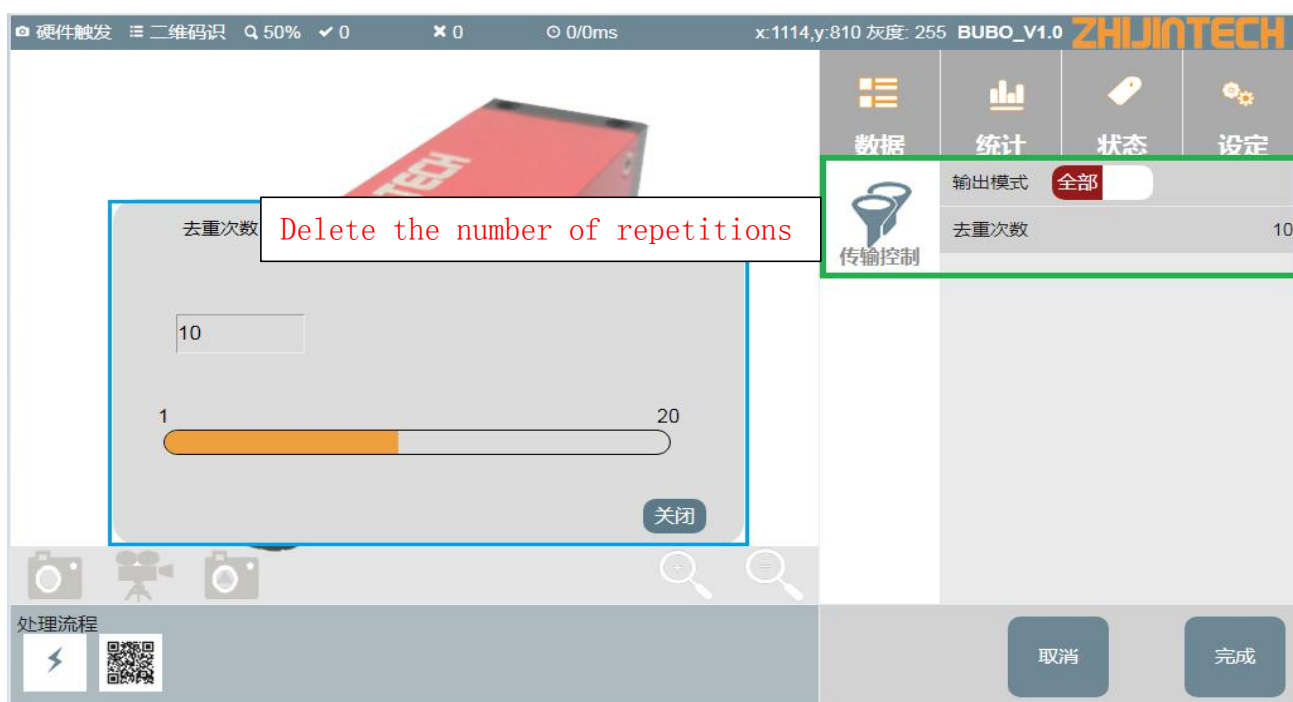 硬件触发 二维码识 50% 0 0 0/0ms x:1114,y:810 灰度: 255 BUBO_V1.0 ZHIJINTECH
数据 统计 状态 设定
TECH
去重次数
Delete the number of repetitions
10
1 20
关闭
传输控制
输出模式 全部
去重次数 10
处理流程
取消 完成